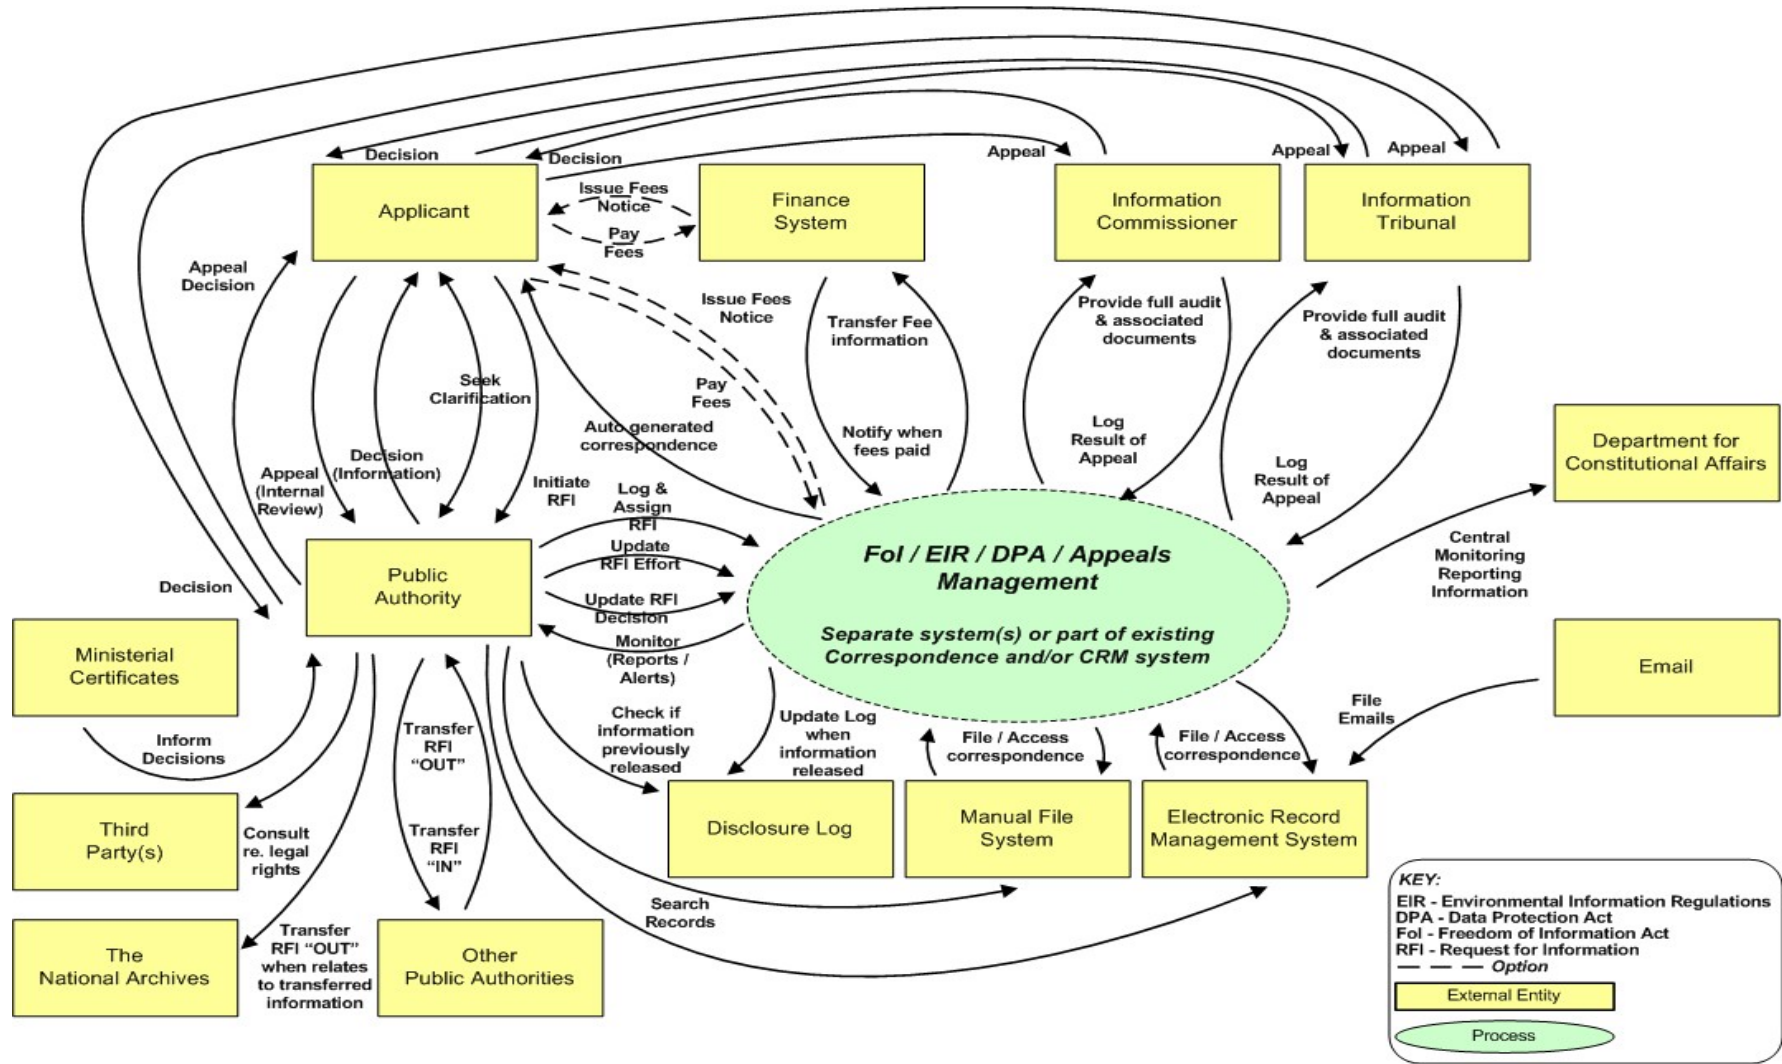 Decision
Decision
Appeal
Appeal
Appeal
Applicant
Issue Fees
Notice
Pay
Fees
Finance
System
Information
Commissioner
Information
Tribunal
Appeal
Decision
Issue Fees
Notice
Transfer Fee
information
Provide full audit
& associated
documents
Provide full audit
& associated
documents
Seek
Clarification
Pay
Fees
Auto generated
correspondence
Notify when
fees paid
Log
Result of
Appeal
Log
Result of
Appeal
Department for
Constitutional Affairs
Appeal
(Internal
Review)
Decision
(Information)
Initiate
RFI
Log &
Assign
RFI
Update
RFI Effort
Update RFI
Decision
Monitor
(Reports /
Alerts)
FoI / EIR / DPA / Appeals
Management
Separate system(s) or part of existing
Correspondence and/or CRM system
Central
Monitoring
Reporting
Information
Decision
Public
Authority
Ministerial
Certificates
Email
Inform
Decisions
Transfer
RFI
“OUT”
Check if
information
previously
released
Update Log
when
information
released
File / Access
correspondence
File / Access
correspondence
File
Emails
Third
Party(s)
Consult
re. legal
rights
Transfer
RFI
“IN”
Disclosure Log
Manual File
System
Electronic Record
Management System
Search
Records
The
National Archives
Transfer
RFI “OUT”
when relates
to transferred
information
Other
Public Authorities
KEY:
EIR - Environmental Information Regulations
DPA - Data Protection Act
FoI - Freedom of Information Act
RFI - Request for Information
Option
External Entity
Process